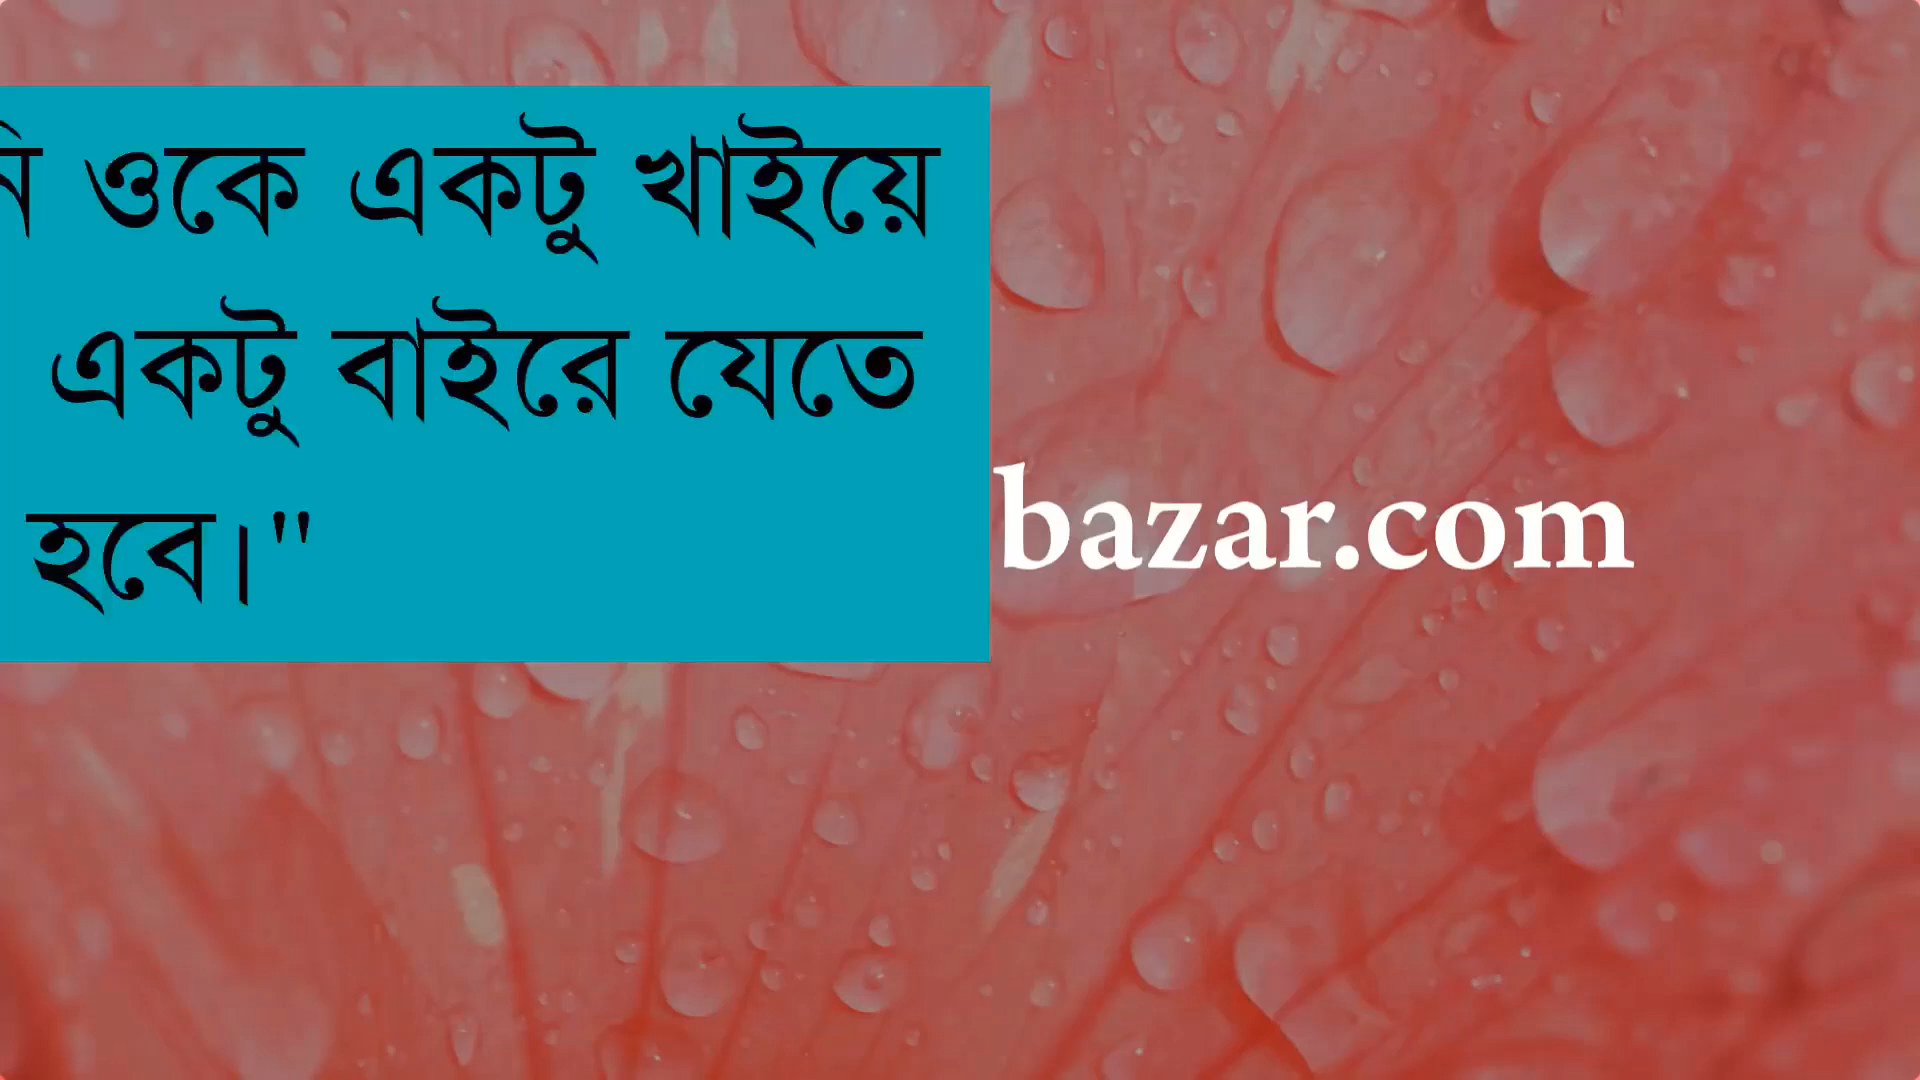 ওকে একটু খাইয়ে
একটু বাইরে যেতে
হবে।"
bazar.com